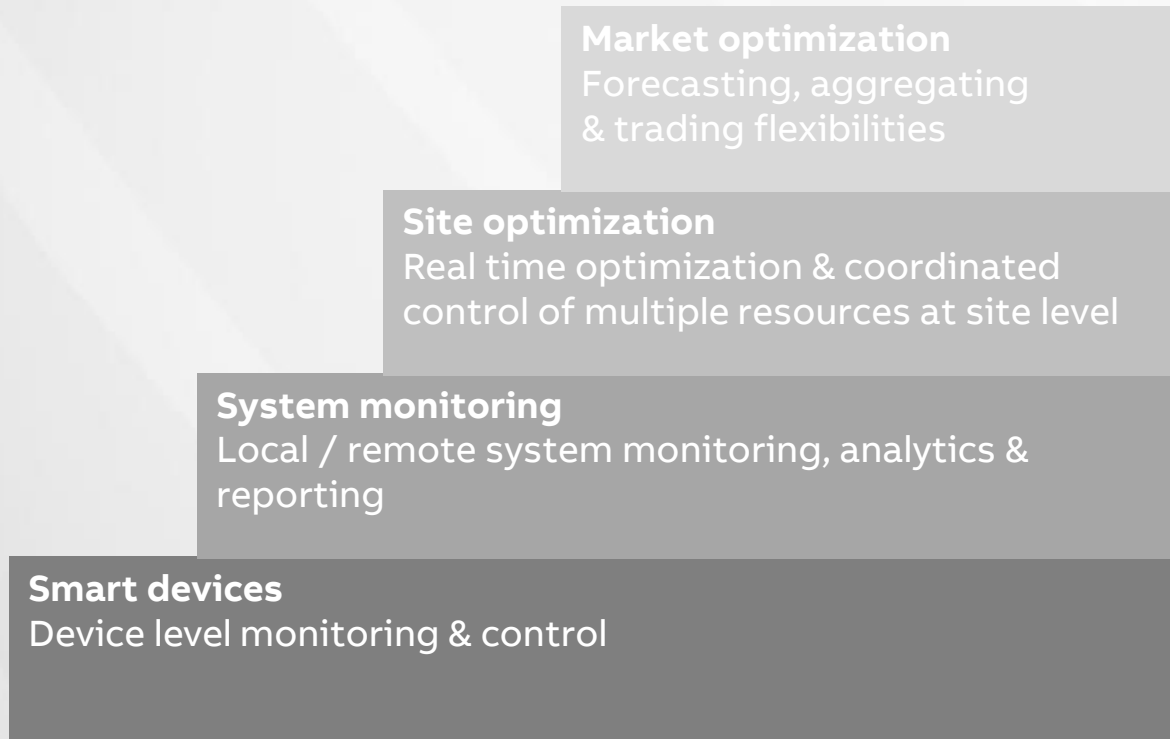 Market optimization
Forecasting, aggregating
& trading flexibilities
Site optimization
Real time optimization & coordinated
control of multiple resources at site level
System monitoring
Local / remote system monitoring, analytics &
reporting
Smart devices
Device level monitoring & control